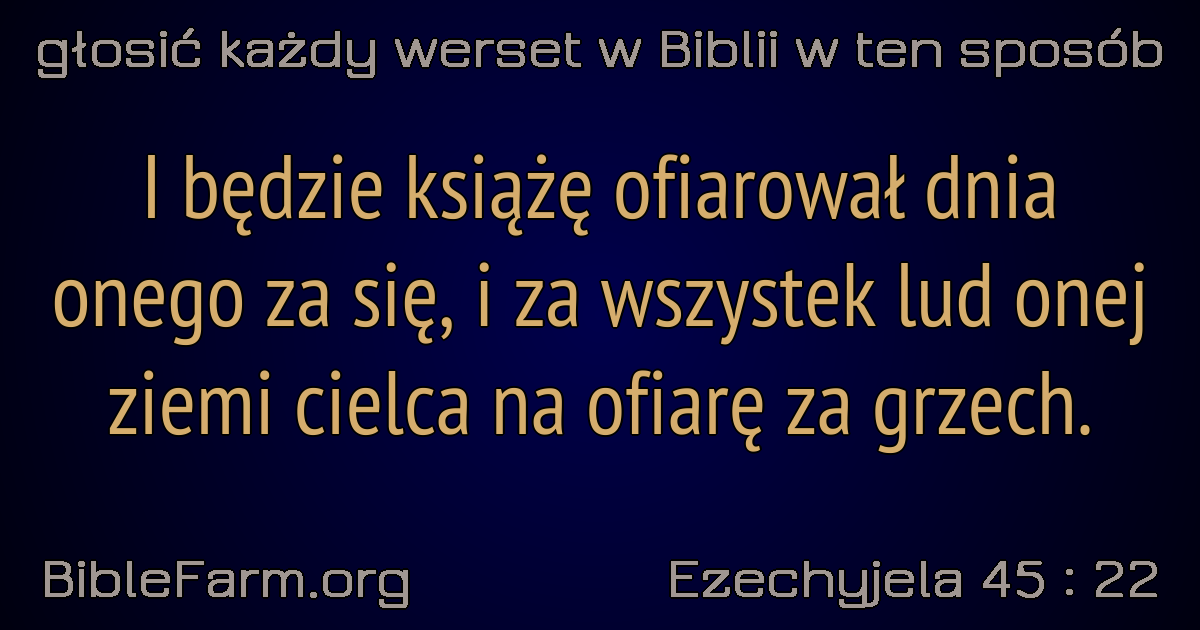 głosić każdy werset w Biblii w ten sposób
I będzie książę ofiarował dnia
onego za się, i za wszystek lud onej
ziemi cielca na ofiarę za grzech.
BibleFarm.org
Ezechyjela 45 : 22